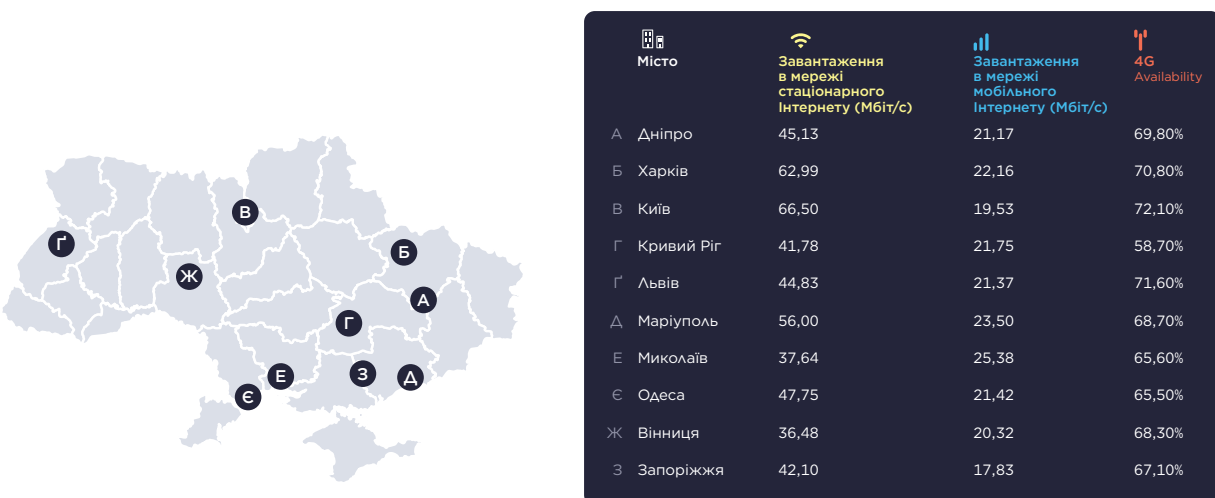 Місто
Завантаження
в мережі
стаціонарного
Інтернету (Мбіт/с)
Завантаження
в мережі
мобільного
Інтернету (Мбіт/с)
4G
Availability
А Дніпро 45,13 21,17 69,80%
Б Харків 62,99 22,16 70,80%
В Київ 66,50 19,53 72,10%
Г Кривий Ріг 41,78 21,75 58,70%
Ґ Львів 44,83 21,37 71,60%
Д Маріуполь 56,00 23,50 68,70%
Е Миколаїв 37,64 25,38 65,60%
Є Одеса 47,75 21,42 65,50%
Ж Вінниця 36,48 20,32 68,30%
З Запоріжжя 42,10 17,83 67,10%
В
Ґ
Б
Ж
А
Г
Е
З
Д
Є